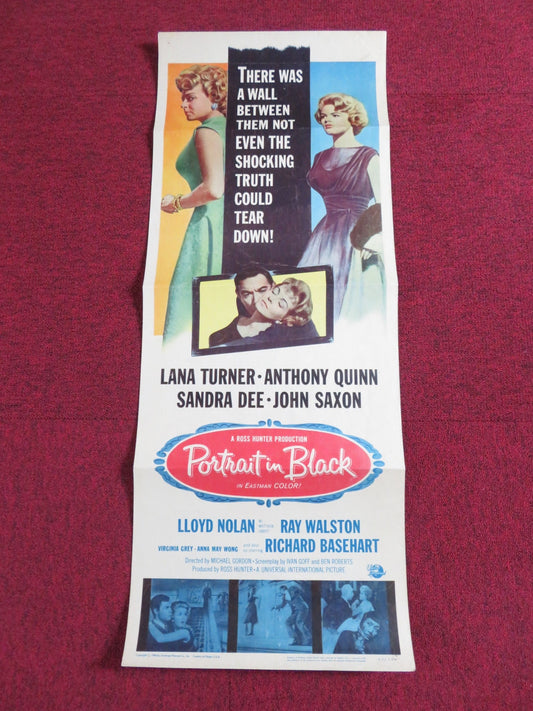 THERE WAS
A WALL
BETWEEN
THEM NOT
EVEN THE
SHOCKING
TRUTH
COULD
TEAR
DOWN!
LANA TURNER • ANTHONY QUINN
SANDRA DEE • JOHN SAXON
A ROSS HUNTER PRODUCTION
Portrait in Black
IN EASTMAN COLOR!
LLOYD NOLAN RAY WALSTON
VIRGINIA GREY • ANNA MAY WONG RICHARD BASEHART
Directed by MICHAEL GORDON • Screenplay by IVAN GOFF and BEN ROBERTS
Produced by ROSS HUNTER • A UNIVERSAL INTERNATIONAL PICTURE